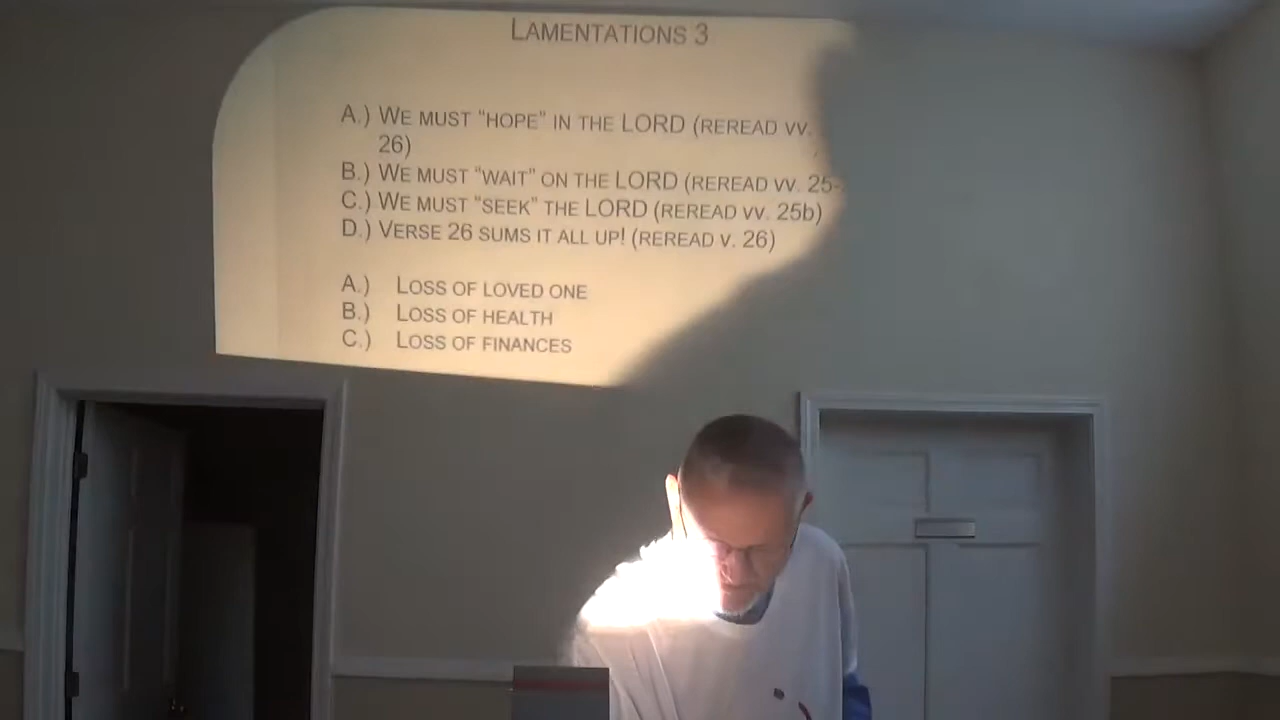 LAMENTATIONS 3
A.) WE MUST "HOPE" IN THE LORD (REREAD VV.
26)
B.) WE MUST "WAIT" ON THE LORD (REREAD VV. 25-
C.) WE MUST "SEEK" THE LORD (REREAD VV. 25b)
D.) VERSE 26 SUMS IT ALL UP! (REREAD V. 26)
A.) LOSS OF LOVED ONE
B.) LOSS OF HEALTH
C.) LOSS OF FINANCES